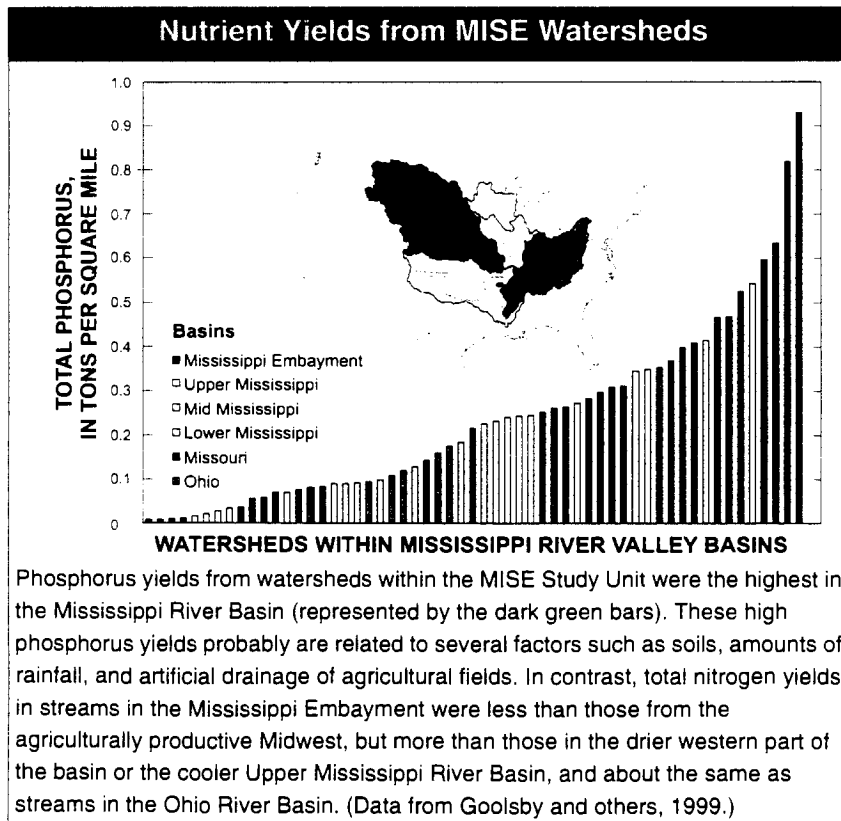 Nutrient Yields from MISE Watersheds
1.0
0.9
0.8
0.7
0.6
0.5
0.4
0.3
0.2
0.1
0
TOTAL PHOSPHORUS,
IN TONS PER SQUARE MILE
Basins
Mississippi Embayment
Upper Mississippi
Mid Mississippi
Lower Mississippi
Missouri
Ohio
WATERSHEDS WITHIN MISSISSIPPI RIVER VALLEY BASINS
Phosphorus yields from watersheds within the MISE Study Unit were the highest in
the Mississippi River Basin (represented by the dark green bars). These high
phosphorus yields probably are related to several factors such as soils, amounts of
rainfall, and artificial drainage of agricultural fields. In contrast, total nitrogen yields
in streams in the Mississippi Embayment were less than those from the
agriculturally productive Midwest, but more than those in the drier western part of
the basin or the cooler Upper Mississippi River Basin, and about the same as
streams in the Ohio River Basin. (Data from Goolsby and others, 1999.)